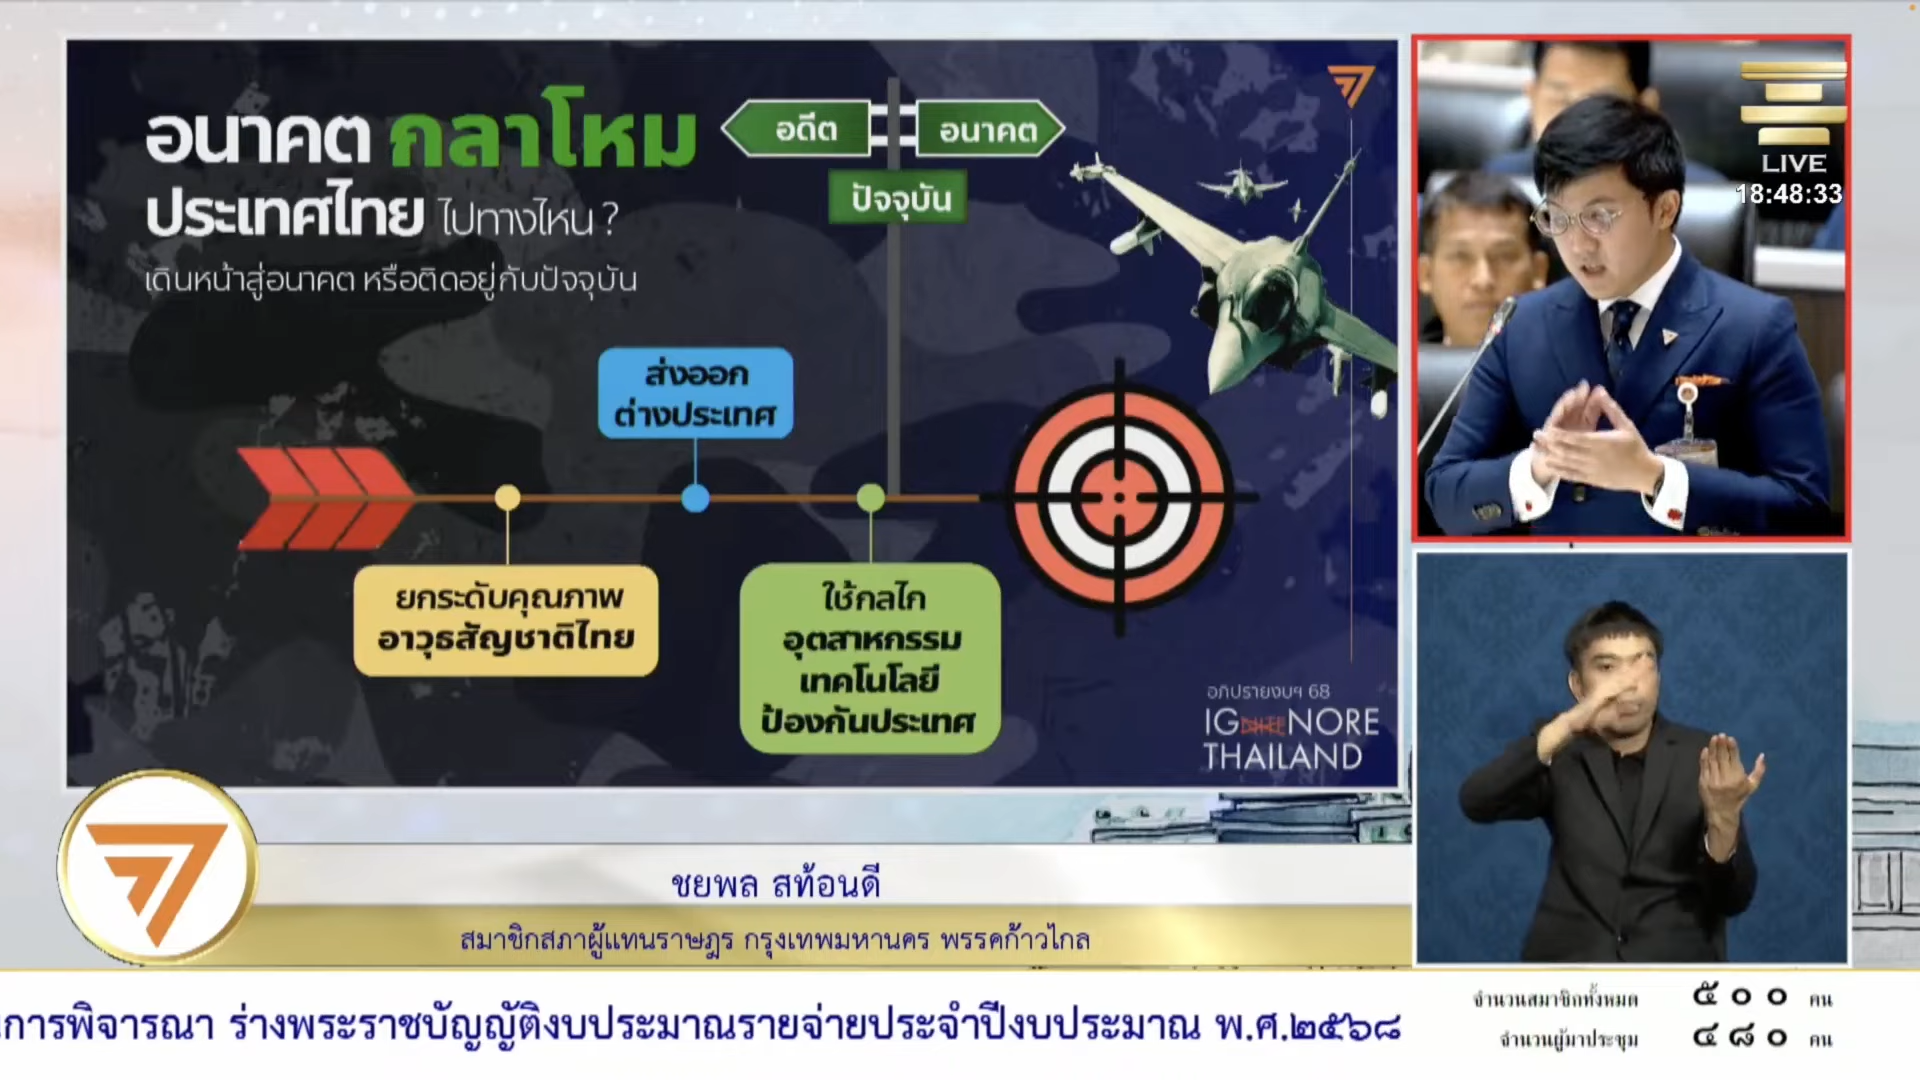 อนาคต กลาโหม
ประเทศไทย ไปทางไหน ?
เดินหน้าสู่อนาคต หรือติดอยู่กับปัจจุบัน
อดีต
อนาคต
ปัจจุบัน
ส่งออก
ต่างประเทศ
ยกระดับคุณภาพ
อาวุธสัญชาติไทย
ใช้กลไก
อุตสาหกรรม
เทคโนโลยี
ป้องกันประเทศ
อภิปรายงบฯ 68
IGNORE
THAILAND
LIVE
18:48:33
ชยพล สท้อนดี
สมาชิกสภาผู้แทนราษฎร กรุงเทพมหานคร พรรคก้าวไกล
การพิจารณา ร่างพระราชบัญญัติงบประมาณรายจ่ายประจำปีงบประมาณ พ.ศ.๒๕๖๘
จำนวนสมาชิกทั้งหมด ๕๐๐ คน
จำนวนผู้มาประชุม ๔๘๐ คน